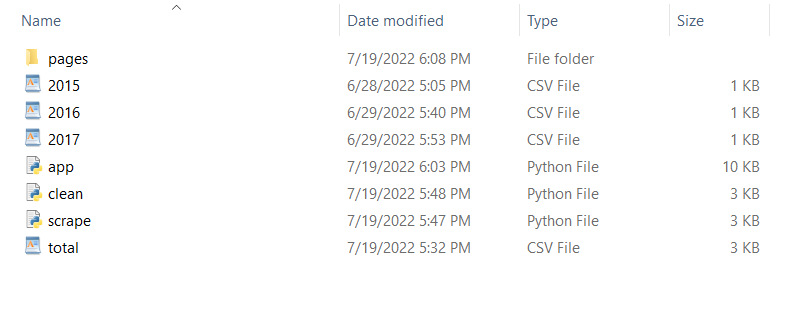 Name Date modified Type Size
pages 7/19/2022 6:08 PM File folder
2015 6/28/2022 5:05 PM CSV File 1 KB
2016 6/29/2022 5:40 PM CSV File 1 KB
2017 6/29/2022 5:53 PM CSV File 1 KB
app 7/19/2022 6:03 PM Python File 10 KB
clean 7/19/2022 5:48 PM Python File 3 KB
scrape 7/19/2022 5:47 PM Python File 3 KB
total 7/19/2022 5:32 PM CSV File 3 KB